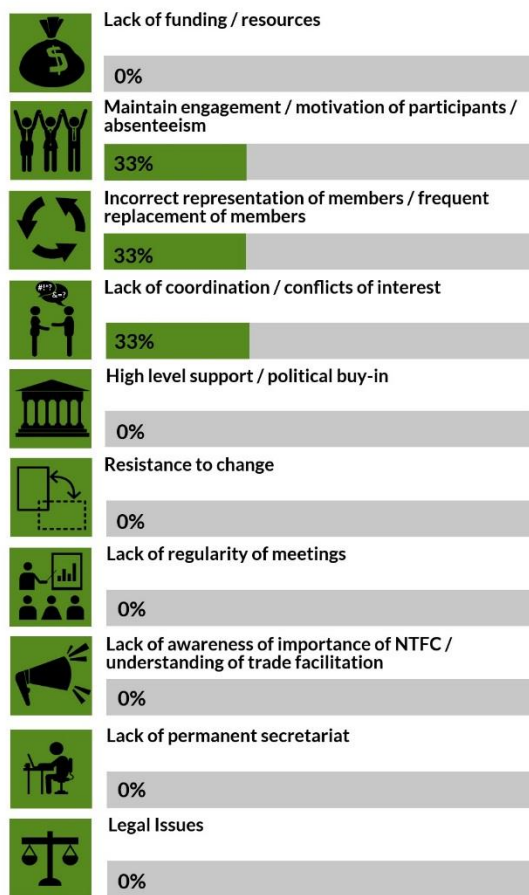 Lack of funding / resources
$
0%
Maintain engagement / motivation of participants /
absenteeism
33%
Incorrect representation of members / frequent
replacement of members
33%
#!*?
&~?
Lack of coordination / conflicts of interest
33%
High level support / political buy-in
0%
Resistance to change
0%
Lack of regularity of meetings
0%
Lack of awareness of importance of NTFC /
understanding of trade facilitation
0%
Lack of permanent secretariat
0%
Legal Issues
0%